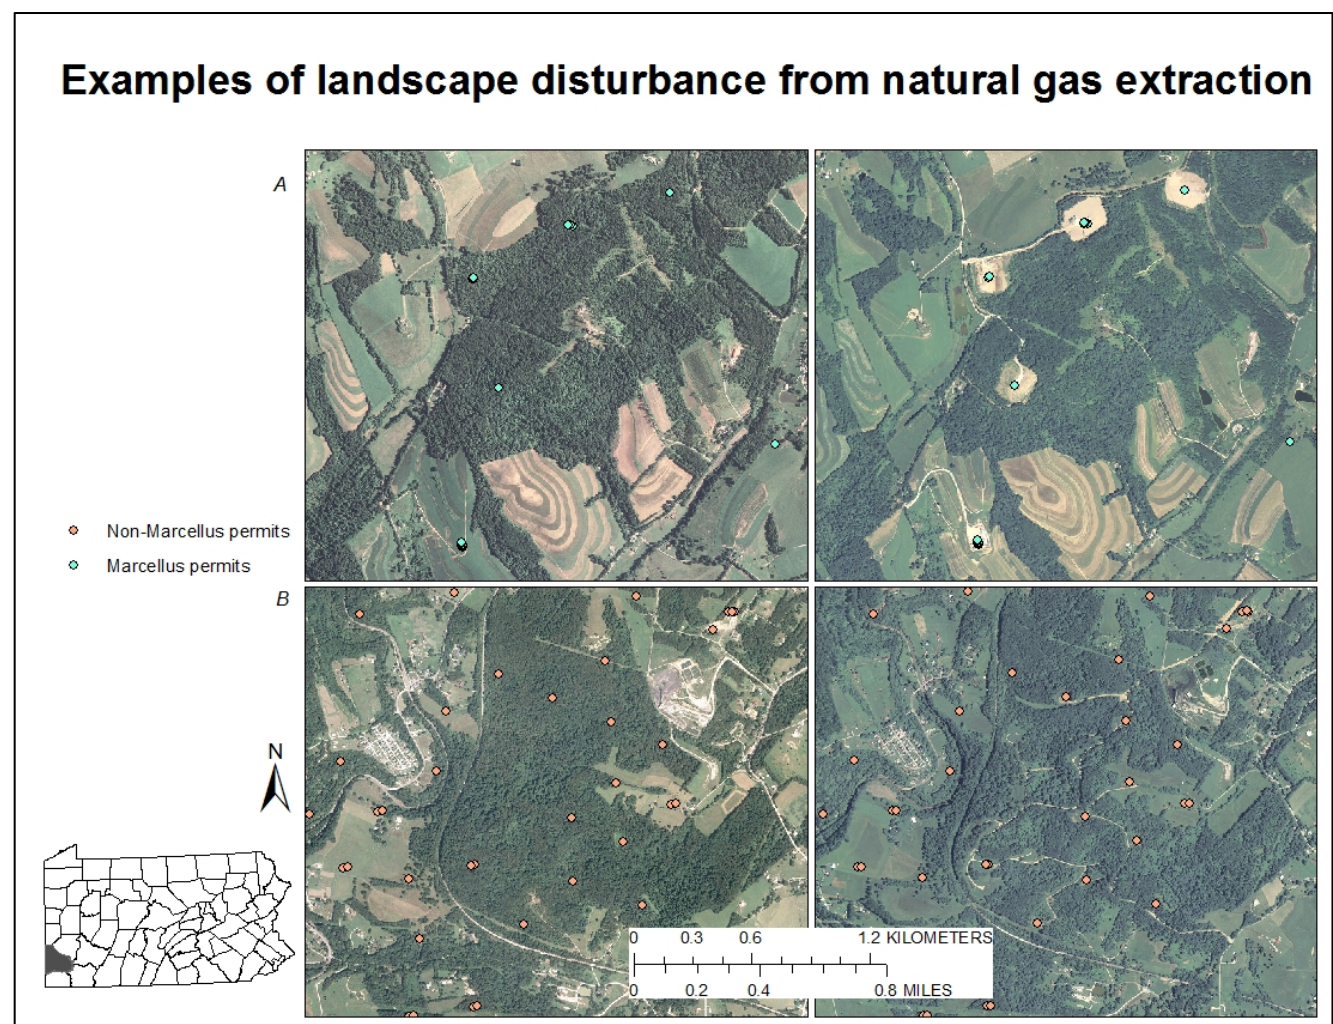 Examples of landscape disturbance from natural gas extraction
A
Non-Marcellus permits
Marcellus permits
B
N
0 0.3 0.6 1.2 KILOMETERS
0 0.2 0.4 0.8 MILES